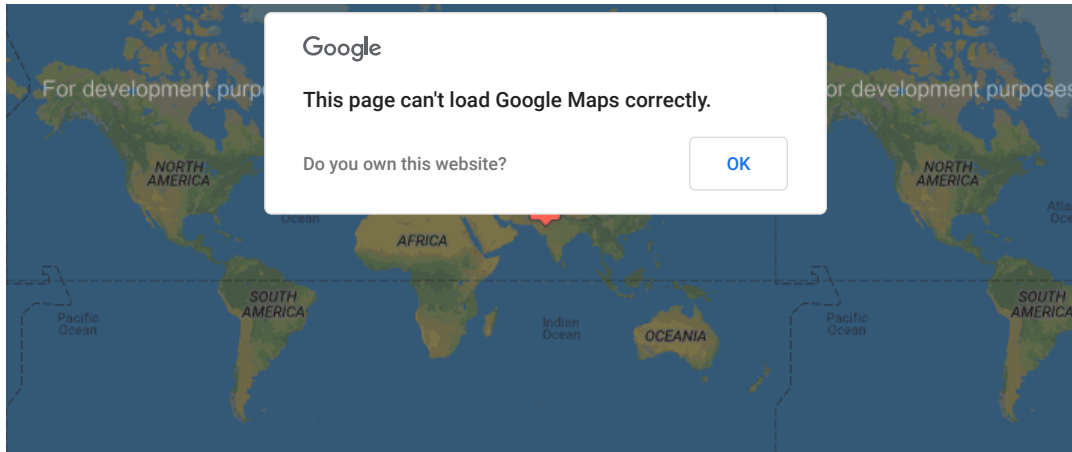 Google
This page can't load Google Maps correctly.
Do you own this website?
OK
For development
or development purposes
NORTH
AMERICA
Ocean
AFRICA
SOUTH
AMERICA
Pacific
Ocean
Indian
Ocean
OCEANIA
NORTH
AMERICA
SOUTH
AMERICA
Pacific
Ocean